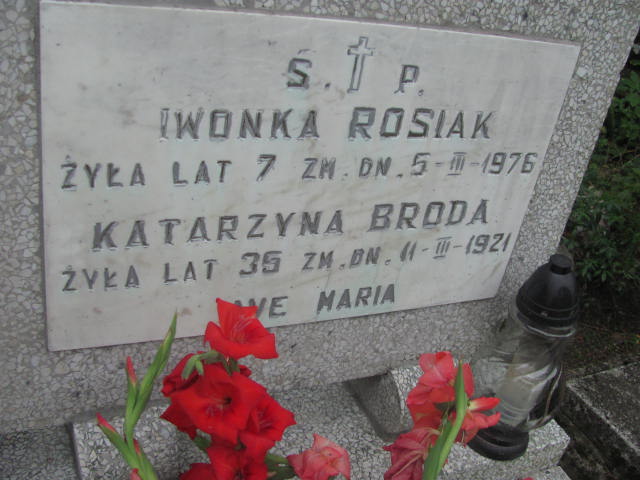 Ś. † P.
IWONKA ROSIAK
ŻYŁA LAT 7 ZM. DN. 5-III-1976
KATARZYNA BRODA
ŻYŁA LAT 35 ZM. DN. 11-III-1921
AVE MARIA